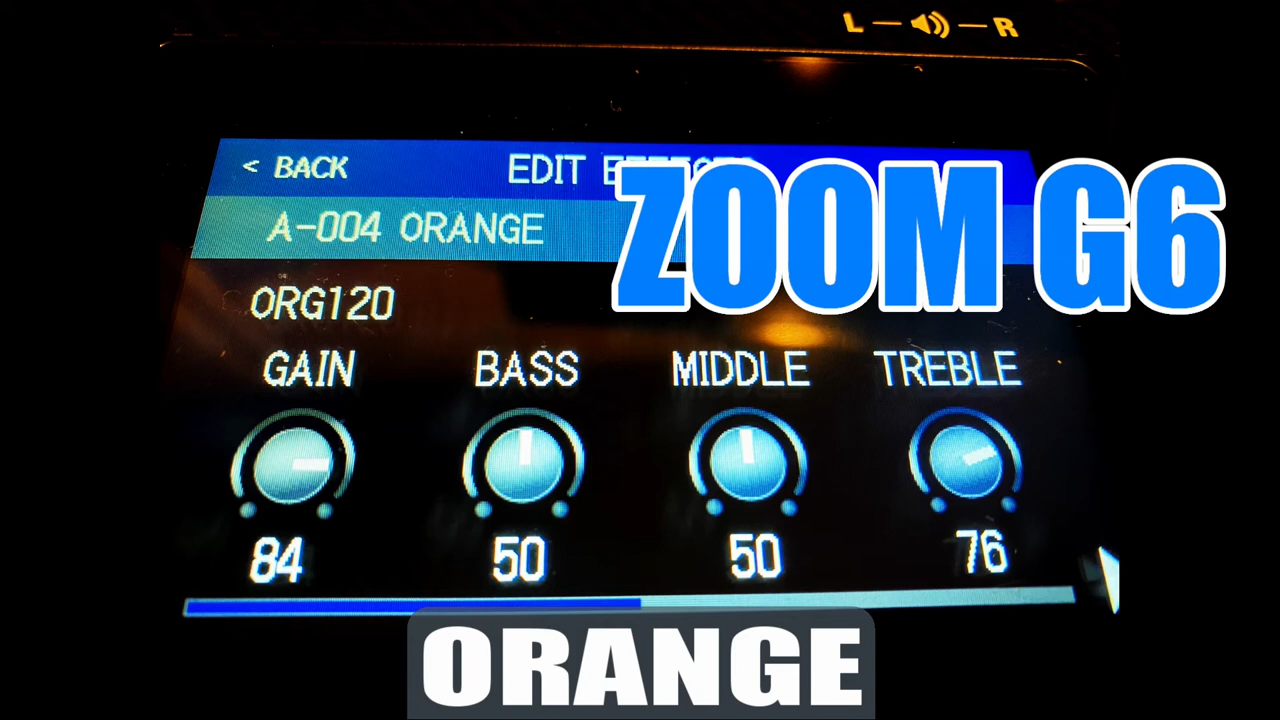 L R
< BACK EDIT
ZOOM G6
A-004 ORANGE
ORG120
GAIN BASS MIDDLE TREBLE
84 50 50 76
ORANGE